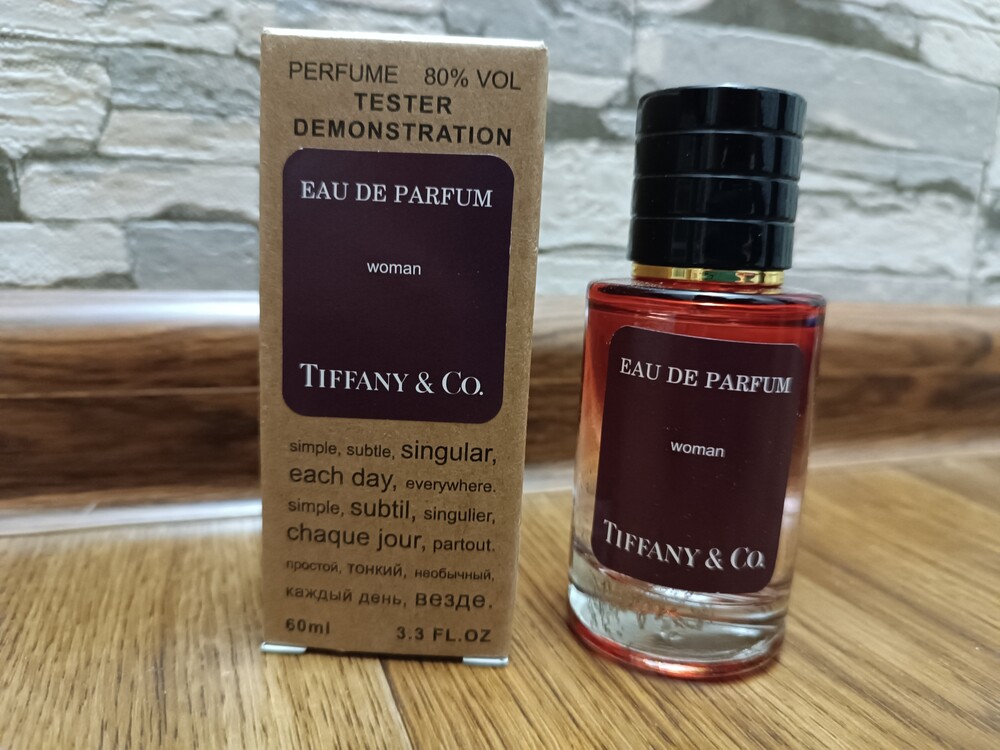 PERFUME 80% VOL
TESTER
DEMONSTRATION
EAU DE PARFUM
woman
TIFFANY & CO.
simple, subtle, singular,
each day, everywhere.
simple, subtil, singulier,
chaque jour, partout.
простой, тонкий, необычный,
каждый день, везде.
60ml 3.3 FL.OZ
EAU DE PARFUM
woman
TIFFANY & CO.